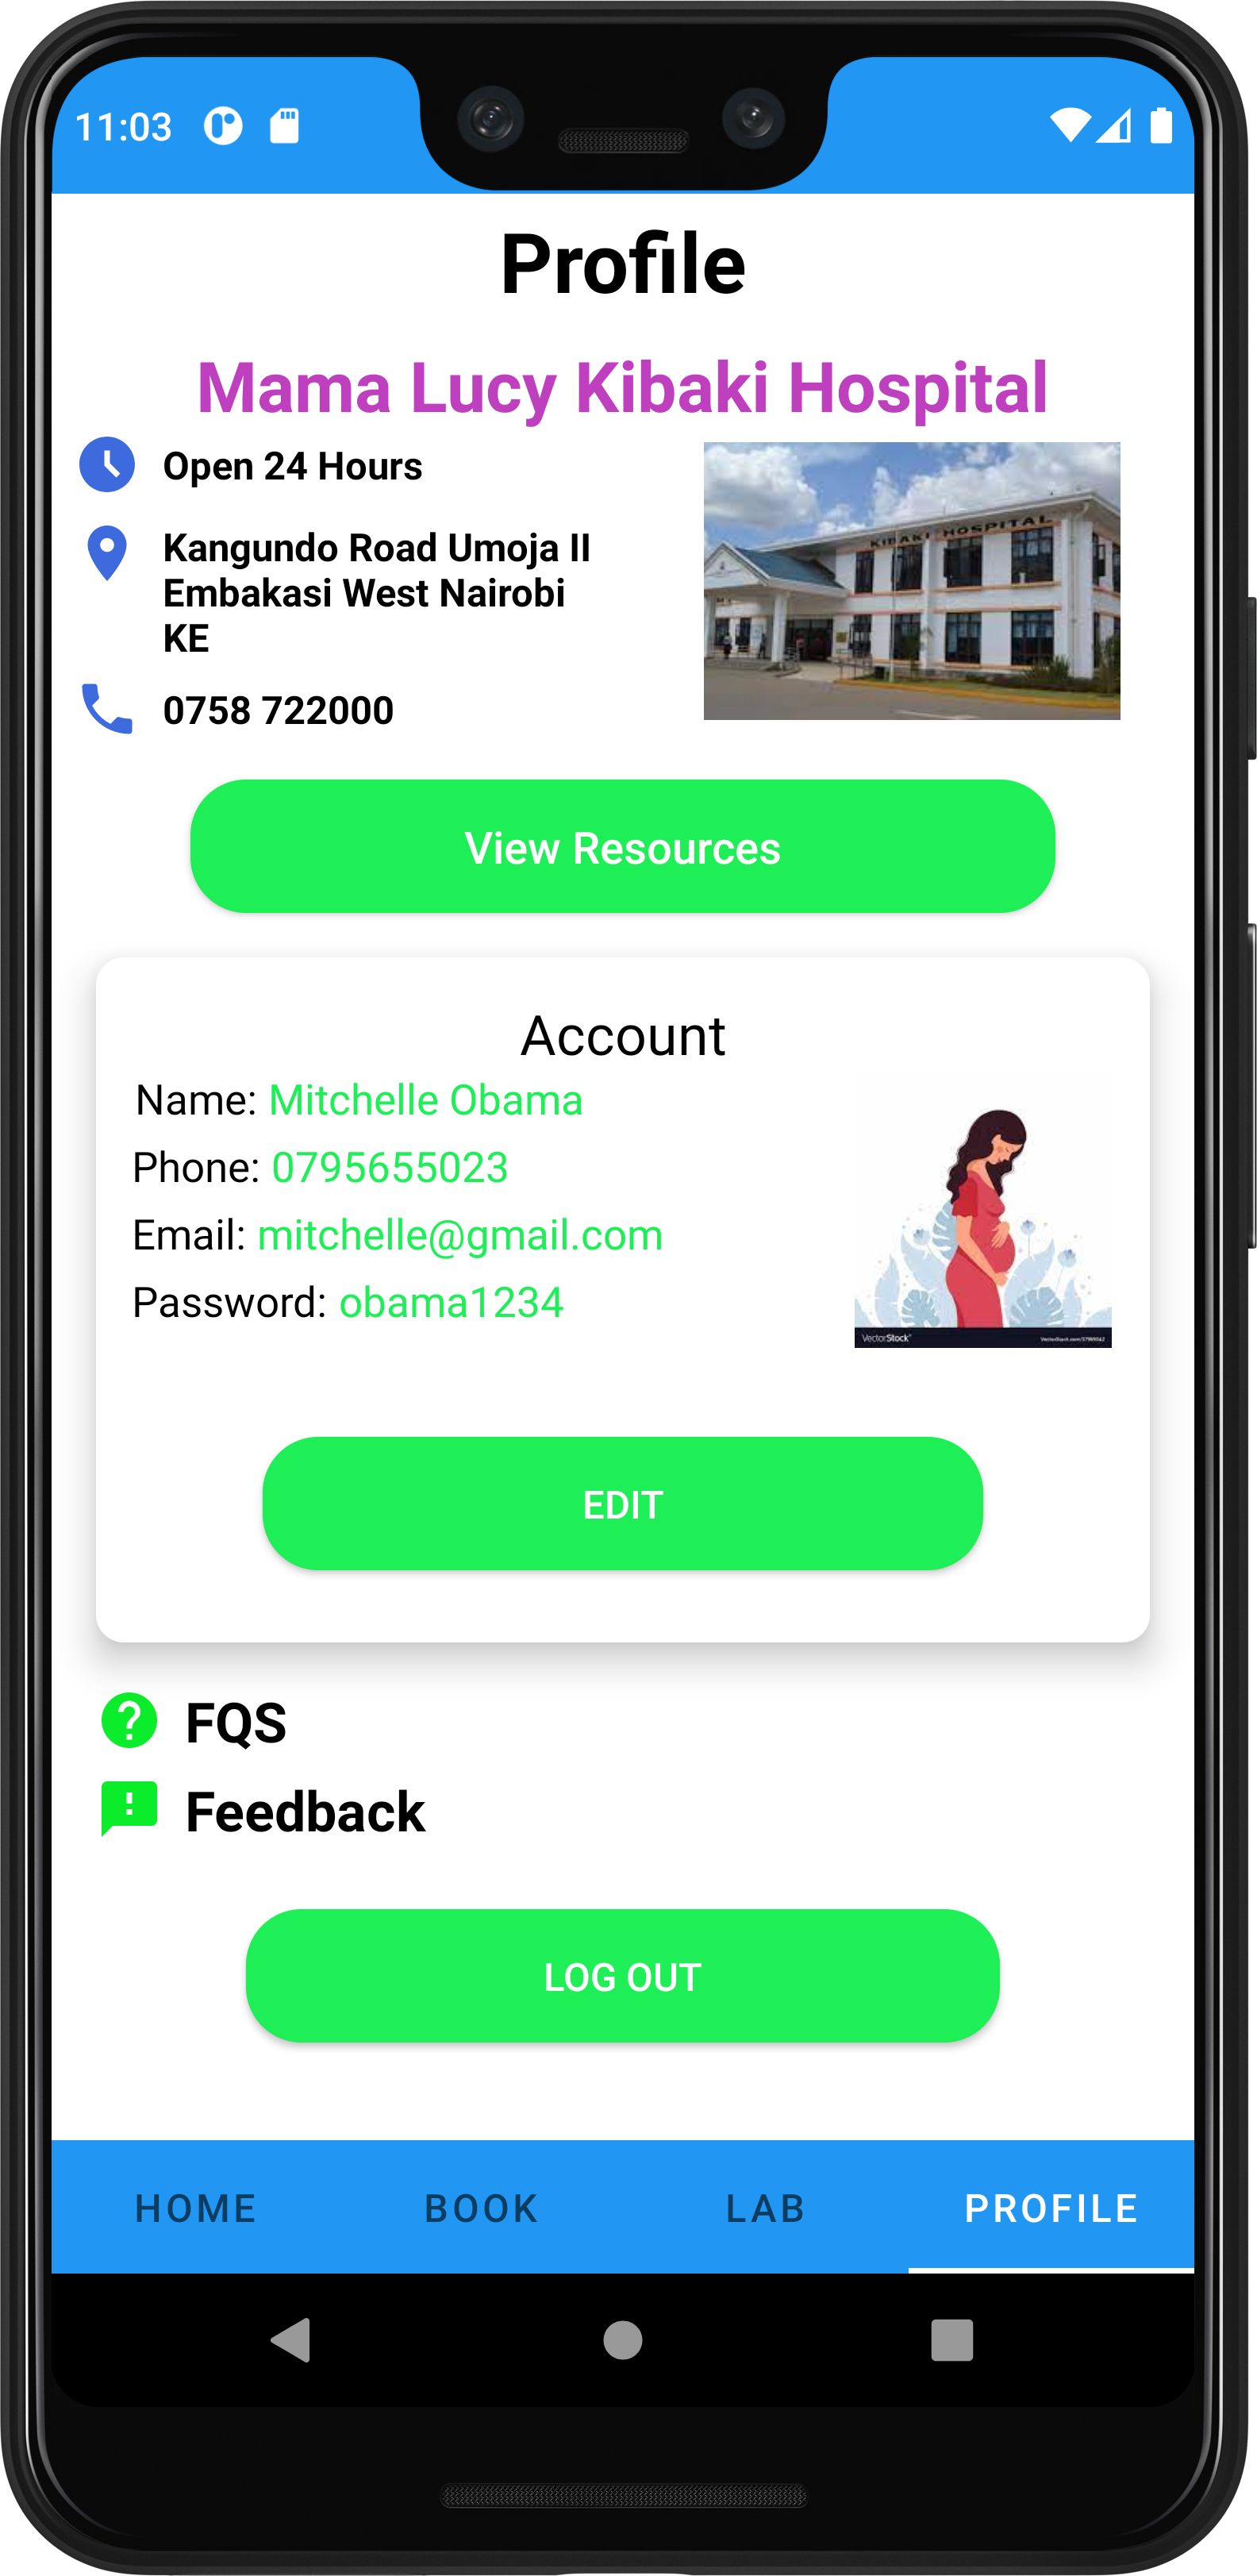 11:03
Profile
Mama Lucy Kibaki Hospital
Open 24 Hours
Kangundo Road Umoja II
Embakasi West Nairobi
KE
0758 722000
KIBAKI HOSPITAL
View Resources
Account
Name: Mitchelle Obama
Phone: 0795655023
Email: mitchelle@gmail.com
Password: obama1234
VectorStock®
EDIT
FQS
Feedback
LOG OUT
HOME BOOK LAB PROFILE